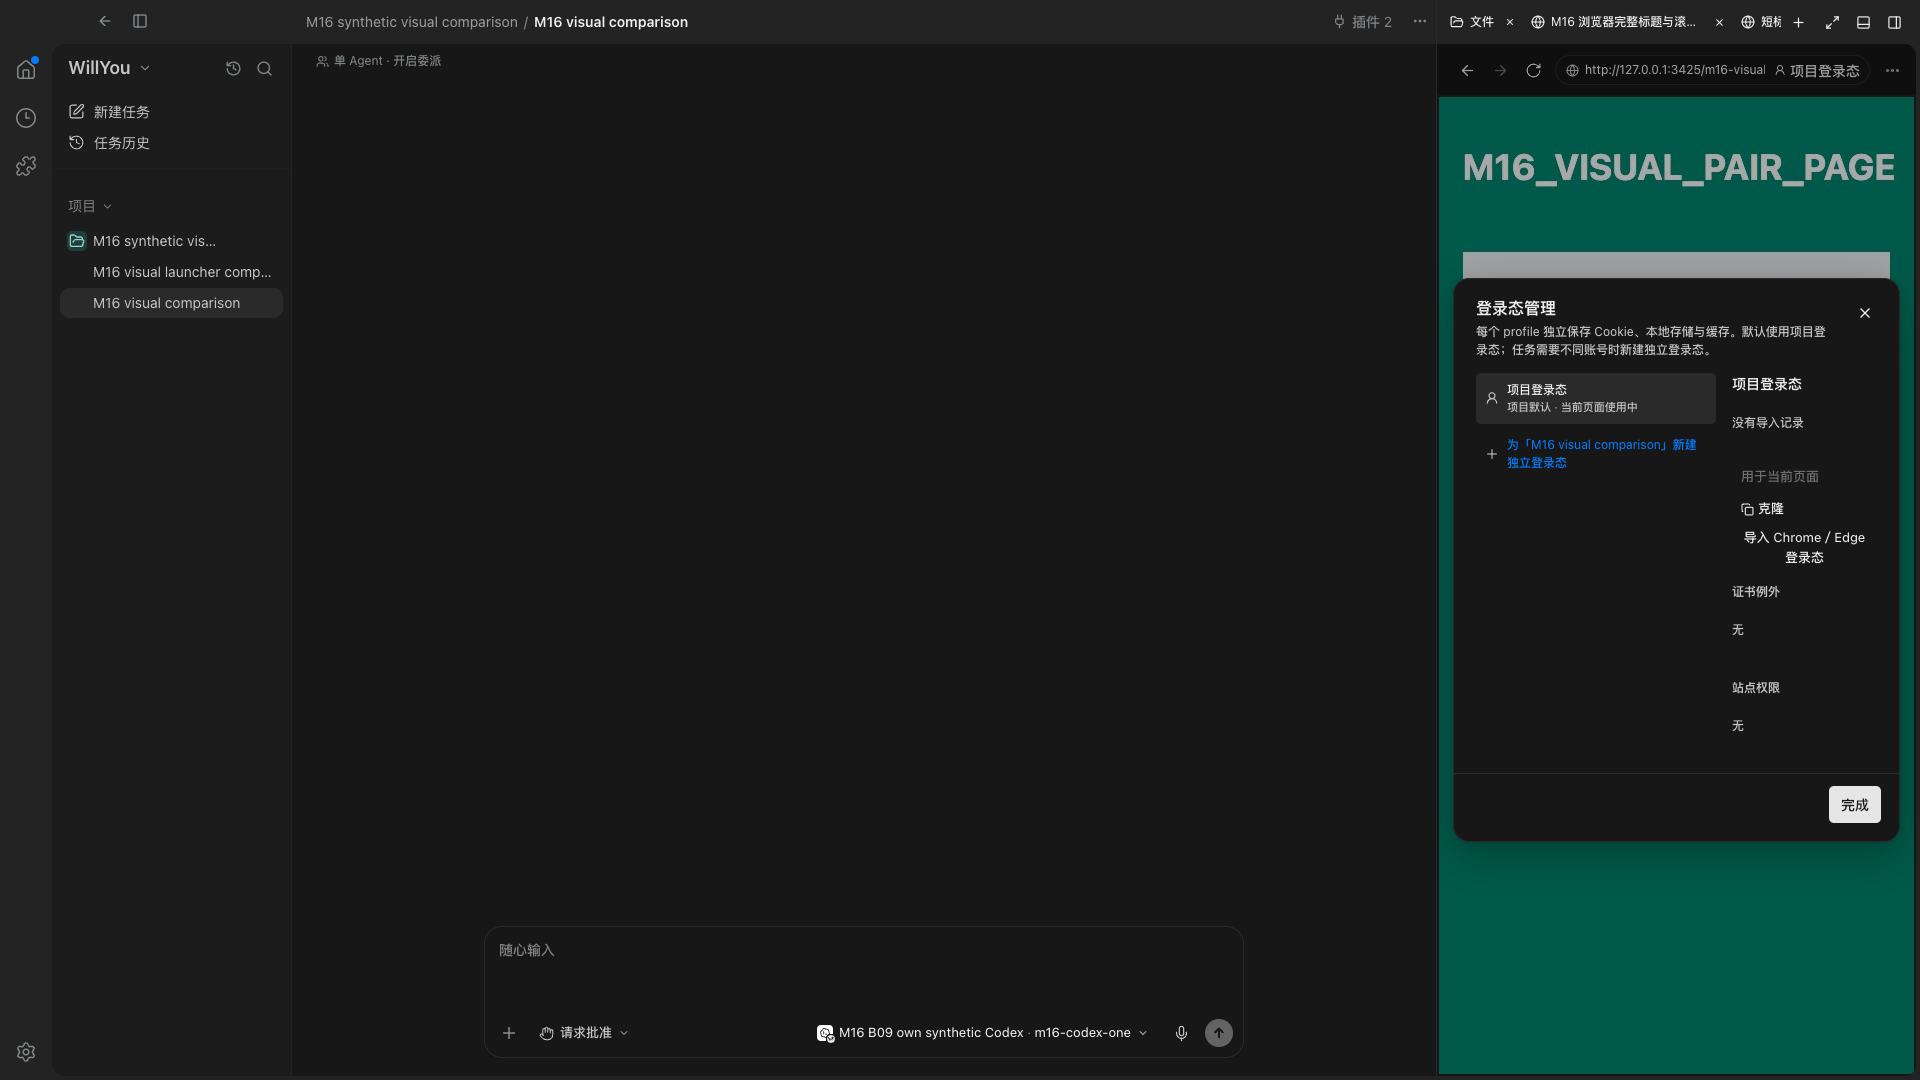 M16 synthetic visual comparison / M16 visual comparison
插件 2
文件
M16 浏览器完整标题与滚...
短标
WillYou
单 Agent · 开启委派
http://127.0.0.1:3425/m16-visual
项目登录态
新建任务
任务历史
项目
M16 synthetic vis...
M16 visual launcher comp...
M16 visual comparison
M16_VISUAL_PAIR_PAGE
登录态管理
每个 profile 独立保存 Cookie、本地存储与缓存。默认使用项目登
录态；任务需要不同账号时新建独立登录态。
项目登录态
项目默认 · 当前页面使用中
为「M16 visual comparison」新建
独立登录态
项目登录态
没有导入记录
用于当前页面
克隆
导入 Chrome / Edge
登录态
证书例外
无
站点权限
无
完成
随心输入
请求批准
M16 B09 own synthetic Codex · m16-codex-one